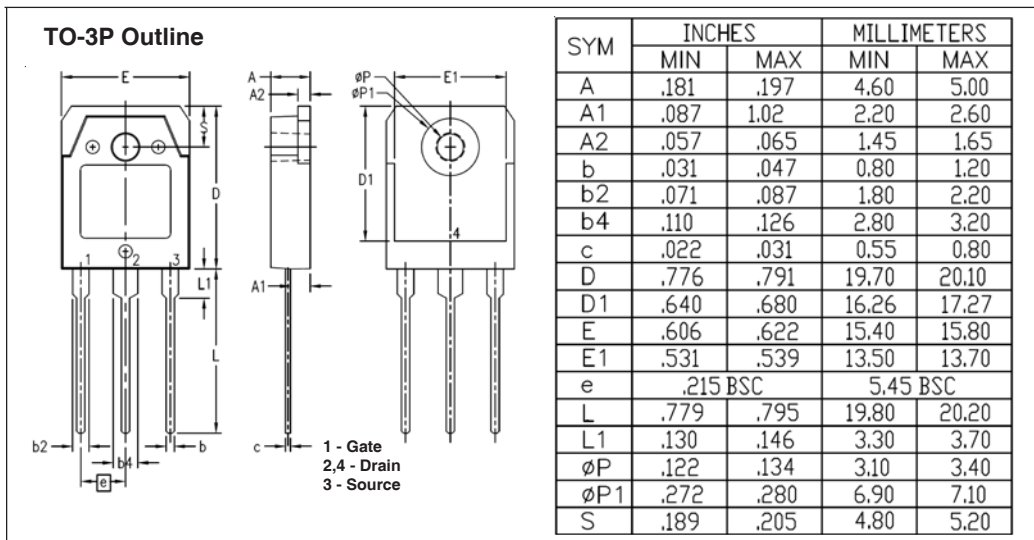 TO-3P Outline
E
S
D
1
2
3
L1
L
b2
b4
b
e
A
A2
A1
c
øP
øP1
E1
D1
4
1 - Gate
2,4 - Drain
3 - Source
SYM INCHES MILLIMETERS
MIN MAX MIN MAX
A .181 .197 4.60 5.00
A1 .087 1.02 2.20 2.60
A2 .057 .065 1.45 1.65
b .031 .047 0.80 1.20
b2 .071 .087 1.80 2.20
b4 .110 .126 2.80 3.20
c .022 .031 0.55 0.80
D .776 .791 19.70 20.10
D1 .640 .680 16.26 17.27
E .606 .622 15.40 15.80
E1 .531 .539 13.50 13.70
e .215 BSC 5.45 BSC
L .779 .795 19.80 20.20
L1 .130 .146 3.30 3.70
øP .122 .134 3.10 3.40
øP1 .272 .280 6.90 7.10
S .189 .205 4.80 5.20